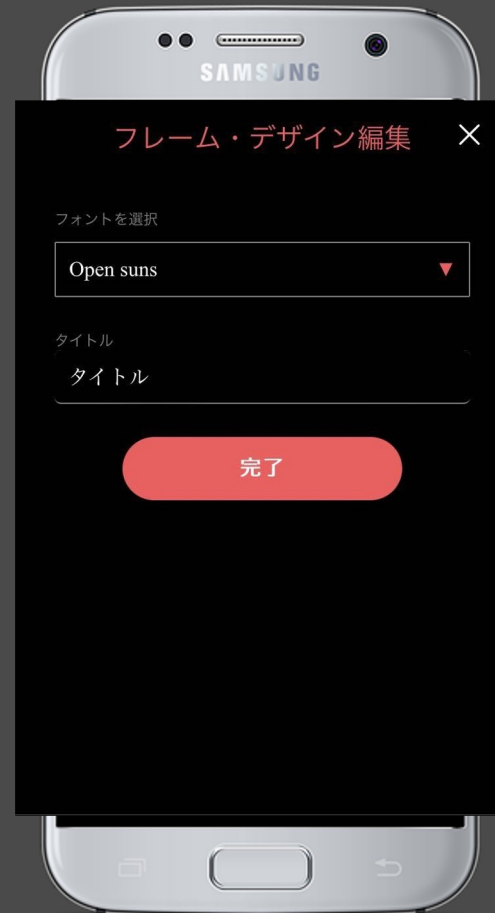 SAMSUNG
フレーム・デザイン編集
フォントを選択
Open suns
タイトル
タイトル
完了